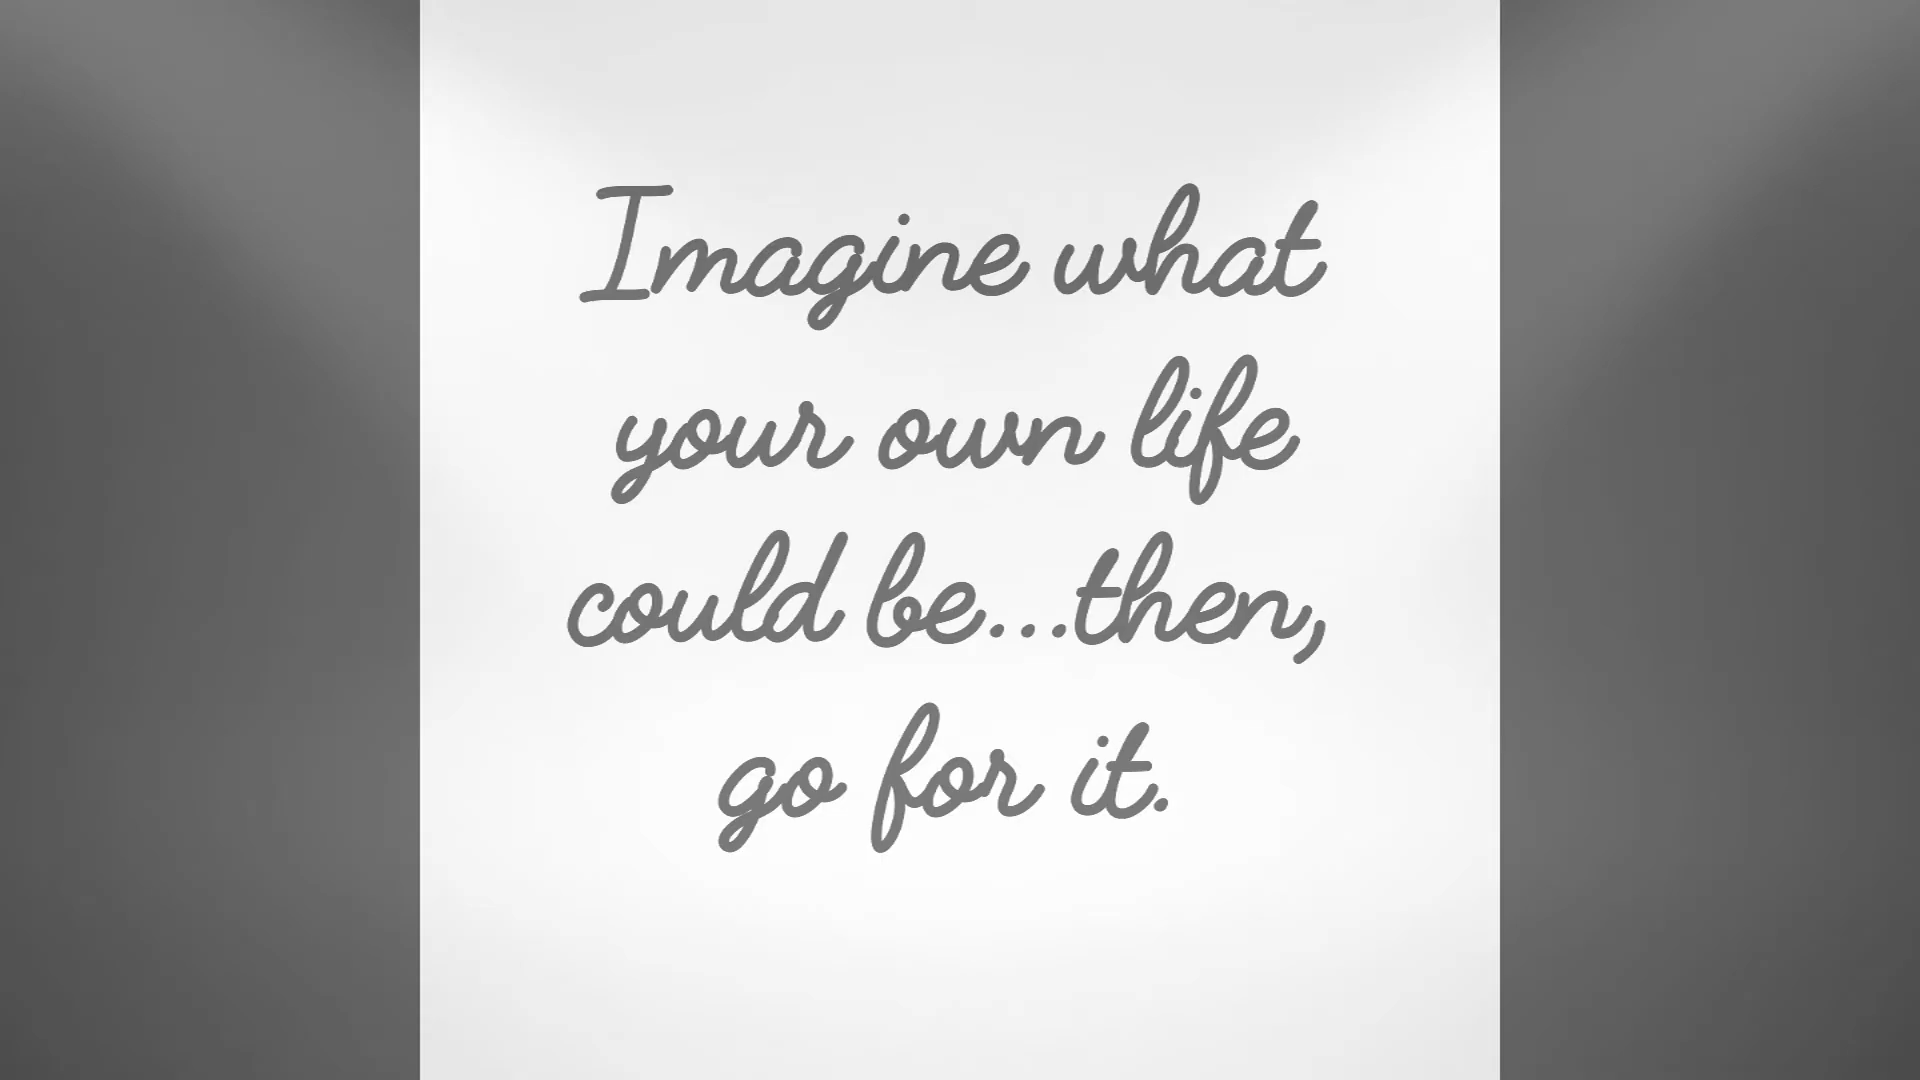 Imagine what
your own life
could be...then,
go for it.